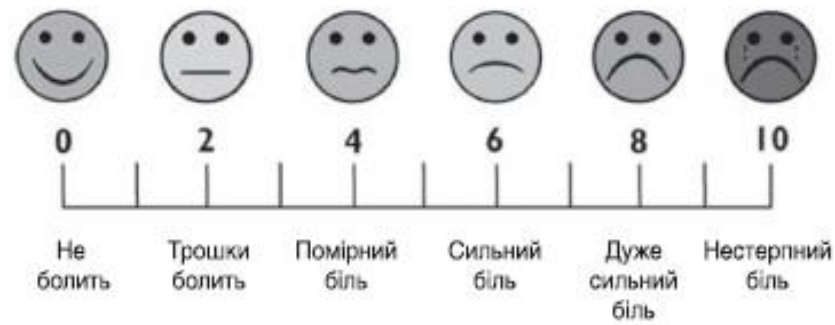 0 2 4 6 8 10
Не болить
Трошки болить
Помірний біль
Сильний біль
Дуже сильний біль
Нестерпний біль